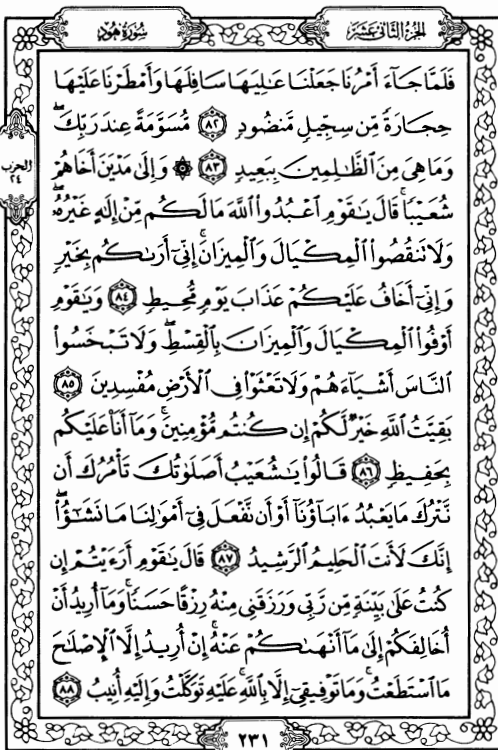 الجزء الثاني عشر
سورة هود
فَلَمَّا جَآءَ أَمْرُنَا جَعَلْنَا عَـٰلِيَهَا سَافِلَهَا وَأَمْطَرْنَا عَلَيْهَا
حِجَارَةً مِّن سِجِّيلٍ مَّنضُودٍ ٨٢ مُّسَوَّمَةً عِندَ رَبِّكَۖ
وَمَا هِىَ مِنَ ٱلظَّـٰلِمِينَ بِبَعِيدٍ ٨٣ ۞ وَإِلَىٰ مَدْيَنَ أَخَاهُمْ
الحزب
٢٤
شُعَيْبًاۚ قَالَ يَـٰقَوْمِ ٱعْبُدُوا۟ ٱللَّهَ مَا لَكُم مِّنْ إِلَـٰهٍ غَيْرُهُۥۖ
وَلَا تَنقُصُوا۟ ٱلْمِكْيَالَ وَٱلْمِيزَانَۚ إِنِّىٓ أَرَىٰكُم بِخَيْرٍ
وَإِنِّىٓ أَخَافُ عَلَيْكُمْ عَذَابَ يَوْمٍ مُّحِيطٍ ٨٤ وَيَـٰقَوْمِ
أَوْفُوا۟ ٱلْمِكْيَالَ وَٱلْمِيزَانَ بِٱلْقِسْطِۖ وَلَا تَبْخَسُوا۟
ٱلنَّاسَ أَشْيَآءَهُمْ وَلَا تَعْثَوْا۟ فِى ٱلْأَرْضِ مُفْسِدِينَ ٨٥
بَقِيَّتُ ٱللَّهِ خَيْرٌ لَّكُمْ إِن كُنتُم مُّؤْمِنِينَۚ وَمَآ أَنَا۠ عَلَيْكُم
بِحَفِيظٍ ٨٦ قَالُوا۟ يَـٰشُعَيْبُ أَصَلَوٰتُكَ تَأْمُرُكَ أَن
نَّتْرُكَ مَا يَعْبُدُ ءَابَآؤُنَآ أَوْ أَن نَّفْعَلَ فِىٓ أَمْوَٰلِنَا مَا نَشَـٰٓؤُا۟ۖ
إِنَّكَ لَأَنتَ ٱلْحَلِيمُ ٱلرَّشِيدُ ٨٧ قَالَ يَـٰقَوْمِ أَرَءَيْتُمْ إِن
كُنتُ عَلَىٰ بَيِّنَةٍ مِّن رَّبِّى وَرَزَقَنِى مِنْهُ رِزْقًا حَسَنًاۚ وَمَآ أُرِيدُ أَنْ
أُخَالِفَكُمْ إِلَىٰ مَآ أَنْهَىٰكُمْ عَنْهُۚ إِنْ أُرِيدُ إِلَّا ٱلْإِصْلَـٰحَ
مَا ٱسْتَطَعْتُۚ وَمَا تَوْفِيقِىٓ إِلَّا بِٱللَّهِۚ عَلَيْهِ تَوَكَّلْتُ وَإِلَيْهِ أُنِيبُ ٨٨
٢٣١